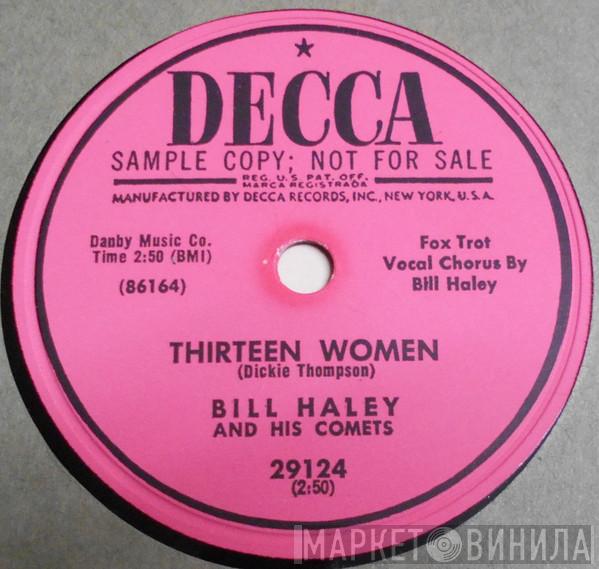 DECCA
SAMPLE COPY; NOT FOR SALE
REG. U.S. PAT. OFF.
MARCA REGISTRADA
MANUFACTURED BY DECCA RECORDS, INC., NEW YORK, U.S.A.
Danby Music Co.
Time 2:50 (BMI)
(86164)
Fox Trot
Vocal Chorus By
Bill Haley
THIRTEEN WOMEN
(Dickie Thompson)
BILL HALEY
AND HIS COMETS
29124
(2:50)
МАРКЕТ ВИНИЛА